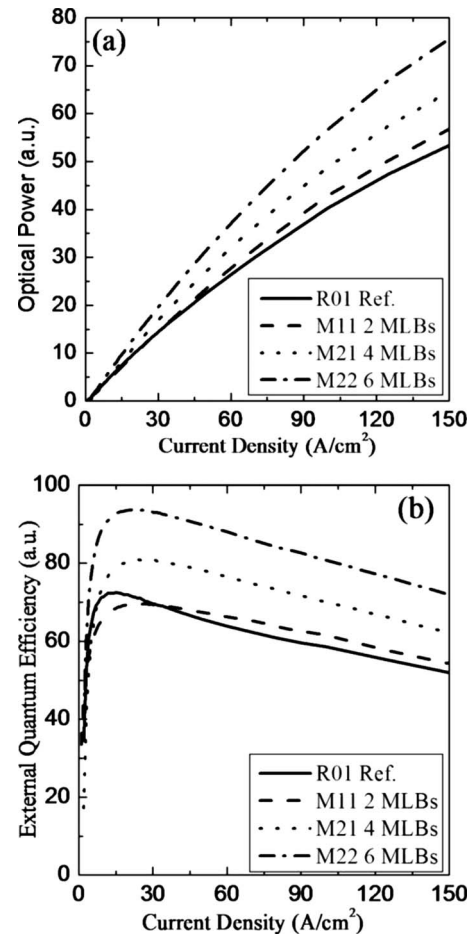 (a)
80
70
60
50
40
30
20
10
0
Optical Power (a.u.)
R01 Ref.
M11 2 MLBs
M21 4 MLBs
M22 6 MLBs
0 30 60 90 120 150
Current Density (A/cm²)
(b)
100
80
60
40
20
0
External Quantum Efficiency (a.u.)
R01 Ref.
M11 2 MLBs
M21 4 MLBs
M22 6 MLBs
0 30 60 90 120 150
Current Density (A/cm²)